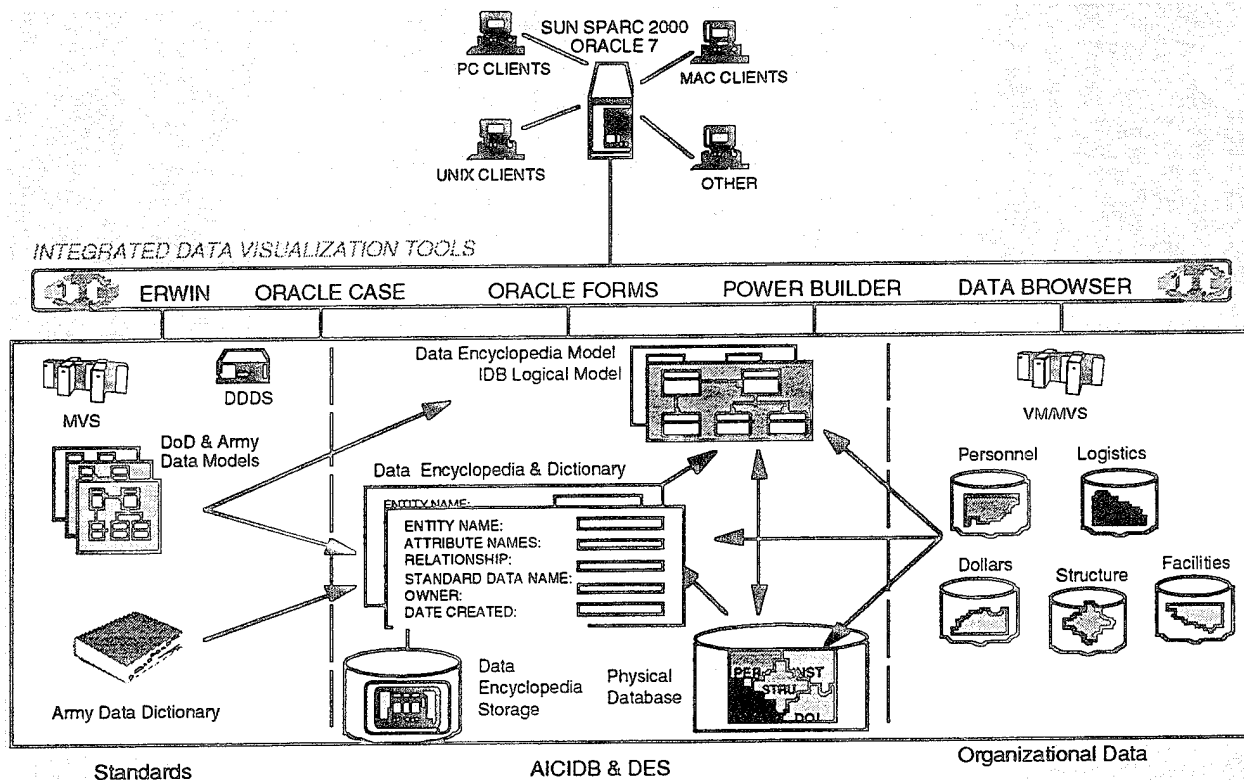 SUN SPARC 2000
ORACLE 7
PC CLIENTS
MAC CLIENTS
UNIX CLIENTS
OTHER
INTEGRATED DATA VISUALIZATION TOOLS
ERWIN
ORACLE CASE
ORACLE FORMS
POWER BUILDER
DATA BROWSER
MVS
DDDS
DoD & Army
Data Models
Army Data Dictionary
Data Encyclopedia Model
IDB Logical Model
Data Encyclopedia & Dictionary
ENTITY NAME:
ENTITY NAME:
ATTRIBUTE NAMES:
RELATIONSHIP:
STANDARD DATA NAME:
OWNER:
DATE CREATED:
Data
Encyclopedia
Storage
Physical
Database
PER
NST
STRU
DOL
VM/MVS
Personnel
Logistics
Dollars
Structure
Facilities
Standards
AICIDB & DES
Organizational Data